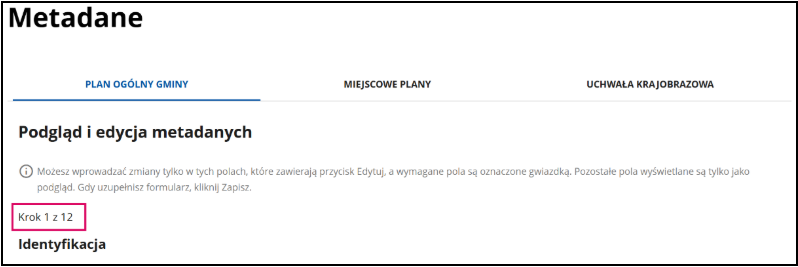 Metadane
PLAN OGÓLNY GMINY
MIEJSCOWE PLANY
UCHWAŁA KRAJOBRAZOWA
Podgląd i edycja metadanych
Możesz wprowadzać zmiany tylko w tych polach, które zawierają przycisk Edytuj, a wymagane pola są oznaczone gwiazdką. Pozostałe pola wyświetlane są tylko jako
podgląd. Gdy uzupełnisz formularz, kliknij Zapisz.
Krok 1 z 12
Identyfikacja